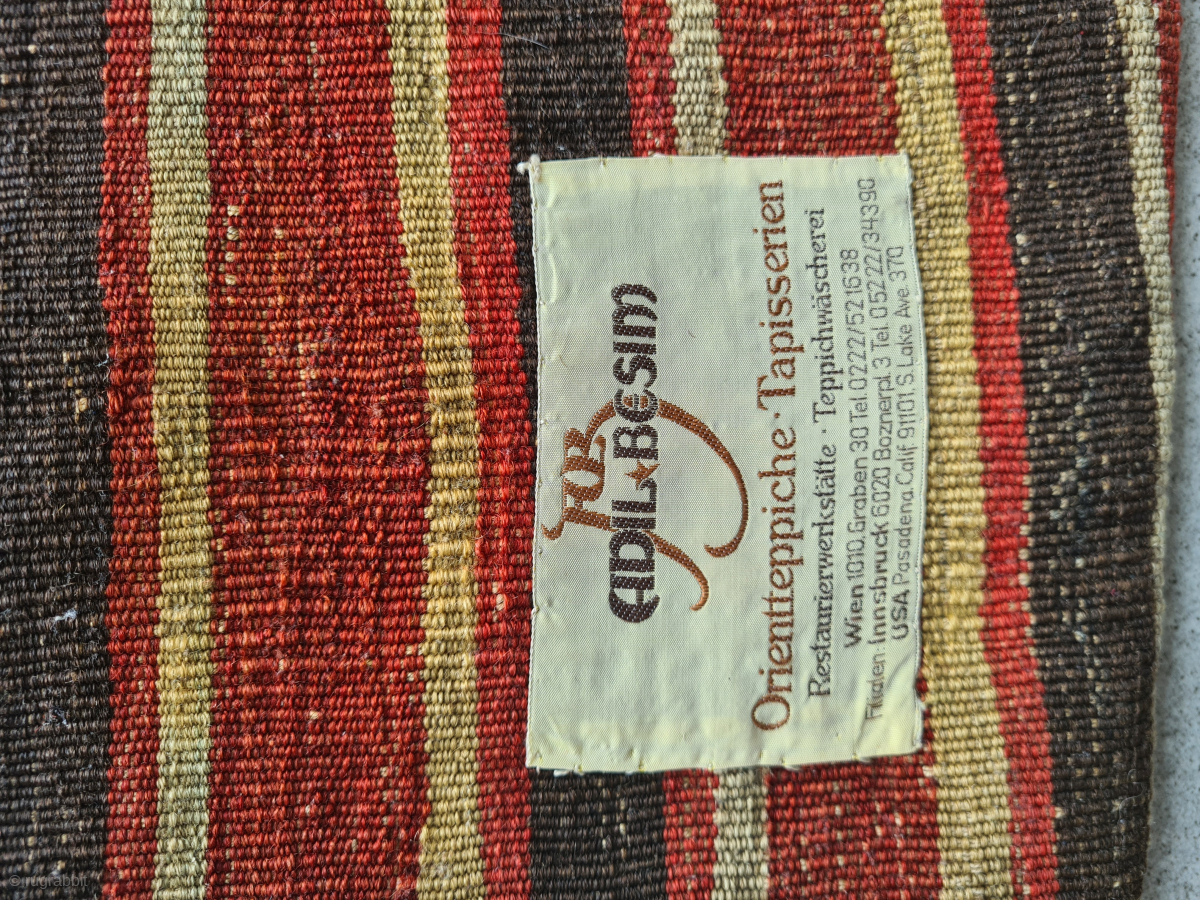 ADIL★BESIM
Orientteppiche · Tapisserien
Restaurierwerkstätte · Teppichwäscherei
Wien 1010. Graben 30 Tel. 0222/521638
Filialen: Innsbruck 6020 Boznerpl. 3 Tel. 05222/34390
USA Pasadena. Calif. 91101 S. Lake Ave. 370
© rugrabbit